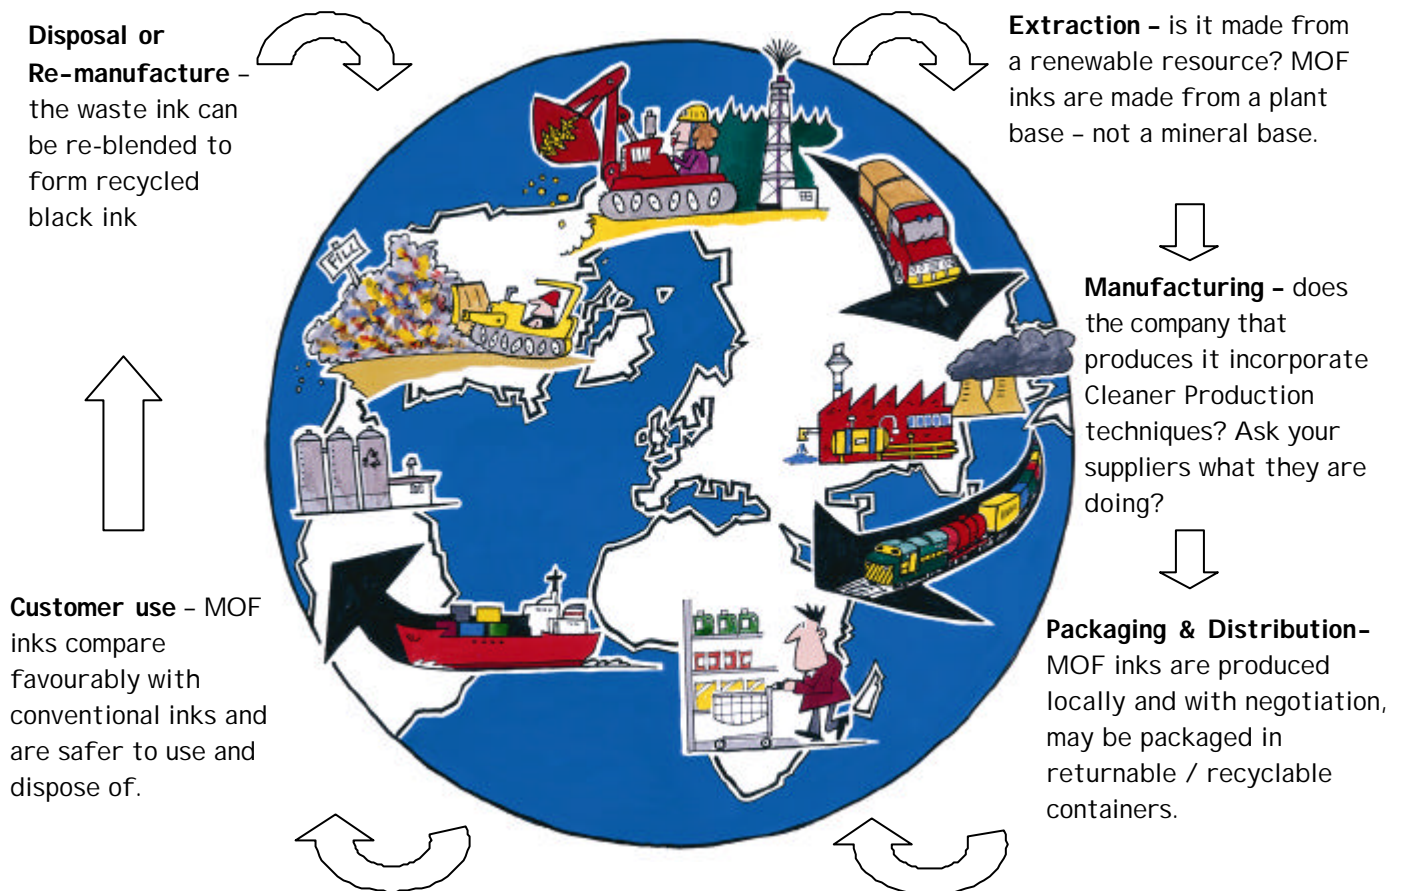 Disposal or
Re-manufacture –
the waste ink can
be re-blended to
form recycled
black ink
Extraction – is it made from
a renewable resource? MOF
inks are made from a plant
base – not a mineral base.
Manufacturing – does
the company that
produces it incorporate
Cleaner Production
techniques? Ask your
suppliers what they are
doing?
Packaging & Distribution–
MOF inks are produced
locally and with negotiation,
may be packaged in
returnable / recyclable
containers.
Customer use – MOF
inks compare
favourably with
conventional inks and
are safer to use and
dispose of.
FILL